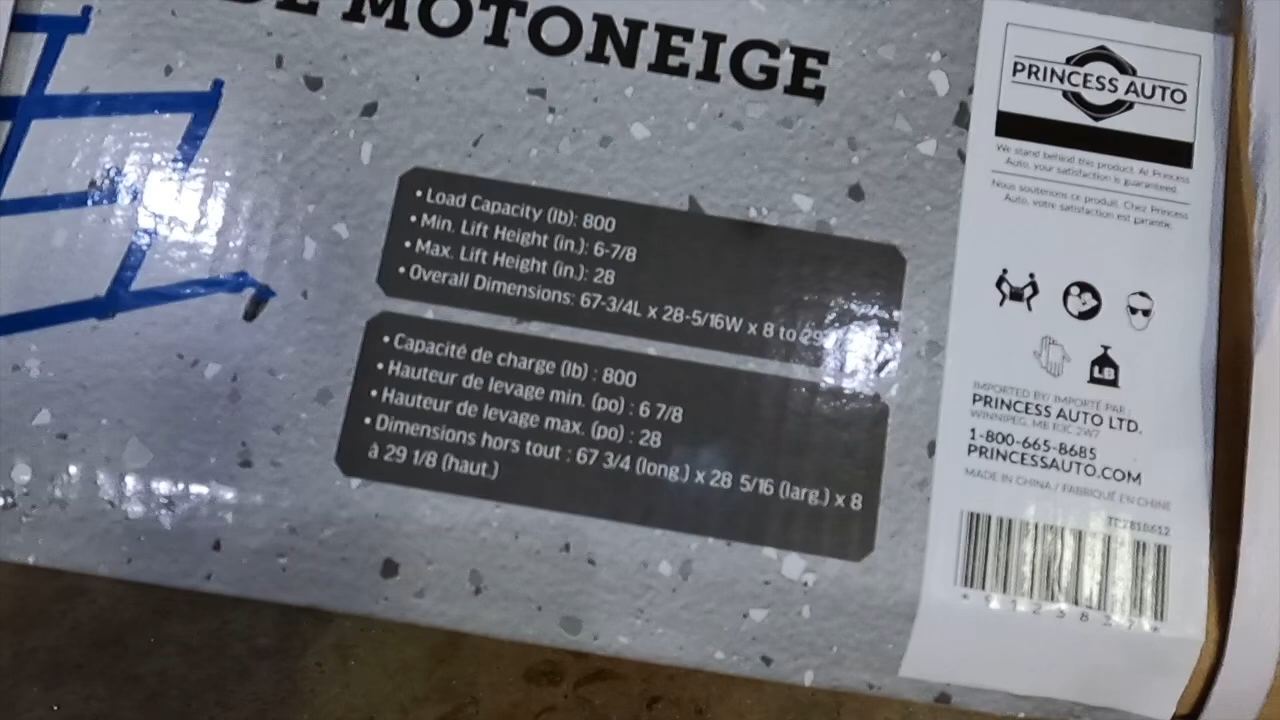 DE MOTONEIGE
• Load Capacity (lb): 800
• Min. Lift Height (in.): 6-7/8
• Max. Lift Height (in.): 28
• Overall Dimensions: 67-3/4L x 28-5/16W x 8 to 29
• Capacité de charge (lb) : 800
• Hauteur de levage min. (po) : 6 7/8
• Hauteur de levage max. (po) : 28
• Dimensions hors tout : 67 3/4 (long.) x 28 5/16 (larg.) x 8
à 29 1/8 (haut.)
PRINCESS AUTO
We stand behind this product. At Princess
Auto, your satisfaction is guaranteed.
Nous soutenons ce produit. Chez Princess
Auto, votre satisfaction est garantie.
LB
IMPORTED BY/ IMPORTÉ PAR :
PRINCESS AUTO LTD.
WINNIPEG, MB R3C 2W7
1-800-665-8685
PRINCESSAUTO.COM
MADE IN CHINA / FABRIQUÉ EN CHINE